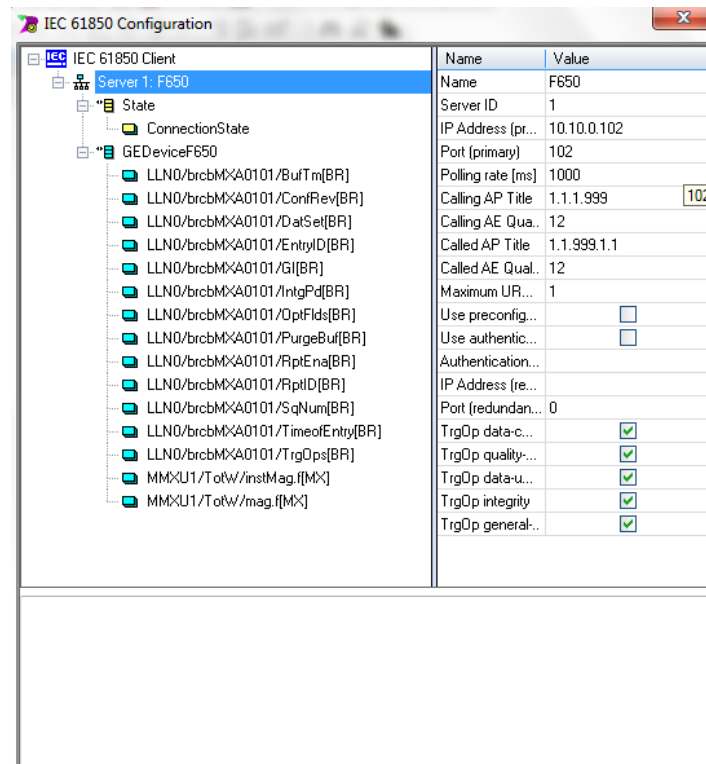 IEC 61850 Configuration
IEC IEC 61850 Client
Server 1: F650
State
ConnectionState
GEDeviceF650
LLN0/brcbMXA0101/BufTm[BR]
LLN0/brcbMXA0101/ConfRev[BR]
LLN0/brcbMXA0101/DatSet[BR]
LLN0/brcbMXA0101/EntryID[BR]
LLN0/brcbMXA0101/GI[BR]
LLN0/brcbMXA0101/IntgPd[BR]
LLN0/brcbMXA0101/OptFlds[BR]
LLN0/brcbMXA0101/PurgeBuf[BR]
LLN0/brcbMXA0101/RptEna[BR]
LLN0/brcbMXA0101/RptID[BR]
LLN0/brcbMXA0101/SqNum[BR]
LLN0/brcbMXA0101/TimeofEntry[BR]
LLN0/brcbMXA0101/TrgOps[BR]
MMXU1/TotW/instMag.f[MX]
MMXU1/TotW/mag.f[MX]
Name Value
Name F650
Server ID 1
IP Address (pr... 10.10.0.102
Port (primary) 102
Polling rate [ms] 1000
Calling AP Title 1.1.1.999 102
Calling AE Qua.. 12
Called AP Title 1.1.999.1.1
Called AE Qual.. 12
Maximum UR... 1
Use preconfig...
Use authentic...
Authentication...
IP Address (re...
Port (redundan... 0
TrgOp data-c...
TrgOp quality-...
TrgOp data-u...
TrgOp integrity
TrgOp general-..